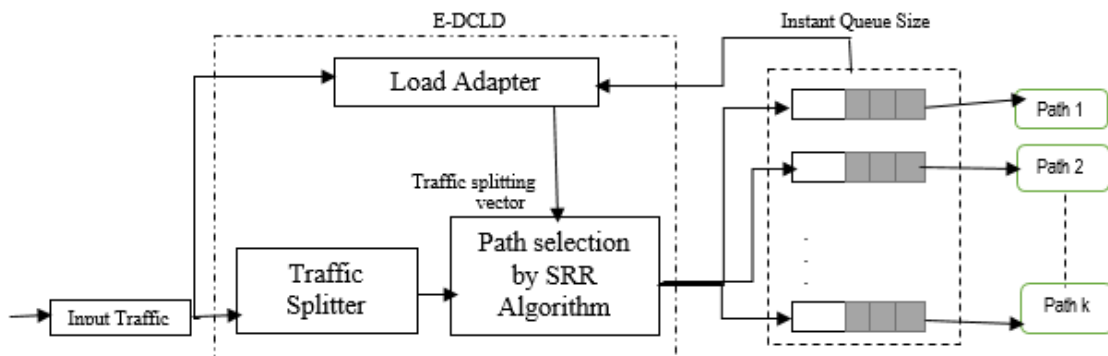 E-DCLD
Instant Queue Size
Load Adapter
Path 1
Path 2
Traffic splitting
vector
Path selection
by SRR
Algorithm
Traffic
Splitter
Input Traffic
Path k